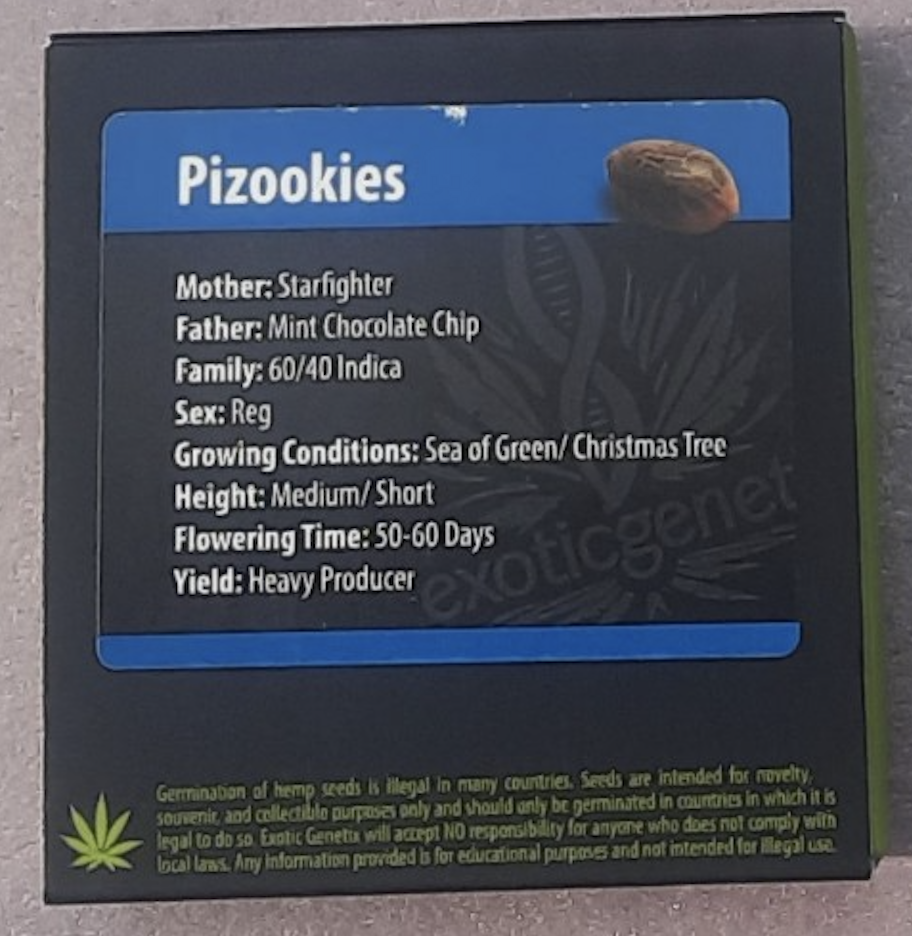 Pizookies
Mother: Starfighter
Father: Mint Chocolate Chip
Family: 60/40 Indica
Sex: Reg
Growing Conditions: Sea of Green/ Christmas Tree
Height: Medium/ Short
Flowering Time: 50-60 Days
Yield: Heavy Producer
exoticgenet
Germination of hemp seeds is illegal in many countries. Seeds are intended for novelty,
souvenir, and collectible purposes only and should only be germinated in countries in which it is
legal to do so. Exotic Genetix will accept NO responsibility for anyone who does not comply with
local laws. Any information provided is for educational purposes and not intended for illegal use.